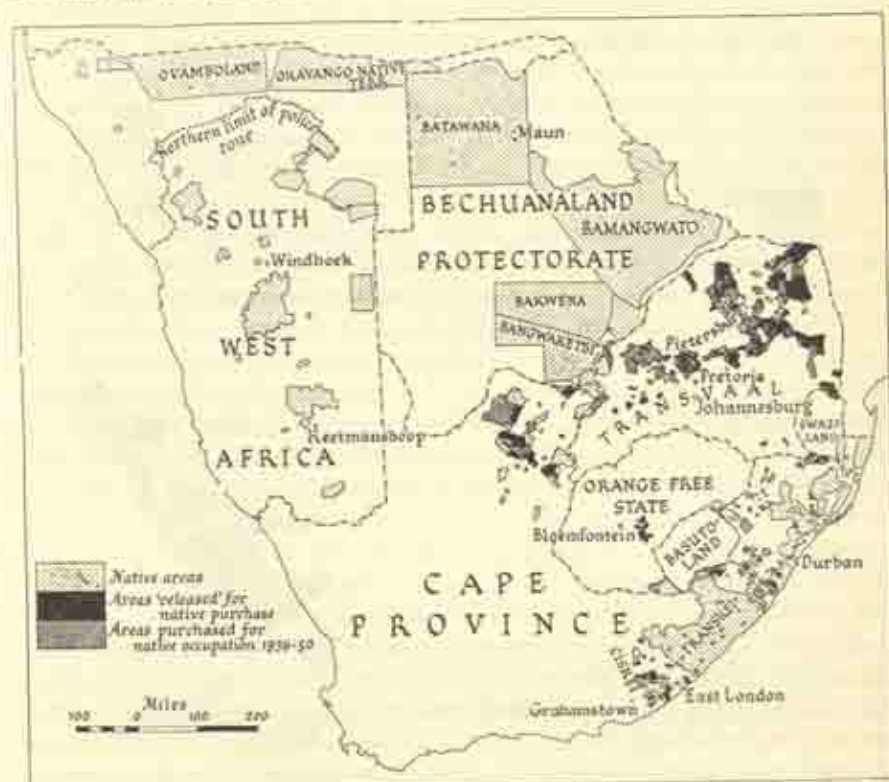 OVAMBOLAND
OKAVANGO NATIVE
TERR.
Northern limit of police
zone
BATAWANA
Maun
SOUTH
BECHUANALAND
BAMANGWATO
Windhoek
PROTECTORATE
BAKWENA
BANGWAKETSE
Pietersburg
WEST
Pretoria
TRANSVAAL
Johannesburg
SWAZI-
LAND
Keetmanshoop
AFRICA
ORANGE FREE
STATE
Bloemfontein
BASUTO-
LAND
Durban
Native areas
Areas 'released' for
native purchase
Areas purchased for
native occupation 1936-50
CAPE
PROVINCE
TRANSKEI
CISKEI
East London
Grahamstown
Miles
100 0 100 200